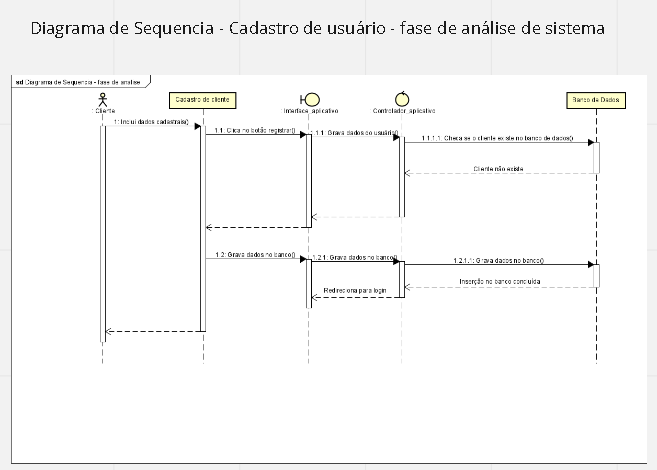 Diagrama de Sequencia - Cadastro de usuário - fase de análise de sistema
sd Diagrama de Sequencia - fase de analise
: Cliente
Cadastro de cliente
Interface_aplicativo
Controlador_aplicativo
Banco de Dados
1: Inclui dados cadastrais()
1.1: Clica no botão registrar()
1.1.1: Grava dados do usuário()
1.1.1.1: Checa se o cliente existe no banco de dados()
Cliente não existe
1.2: Grava dados no banco()
1.2.1: Grava dados no banco()
1.2.1.1: Grava dados no banco()
Inserção no banco concluída
Redireciona para login